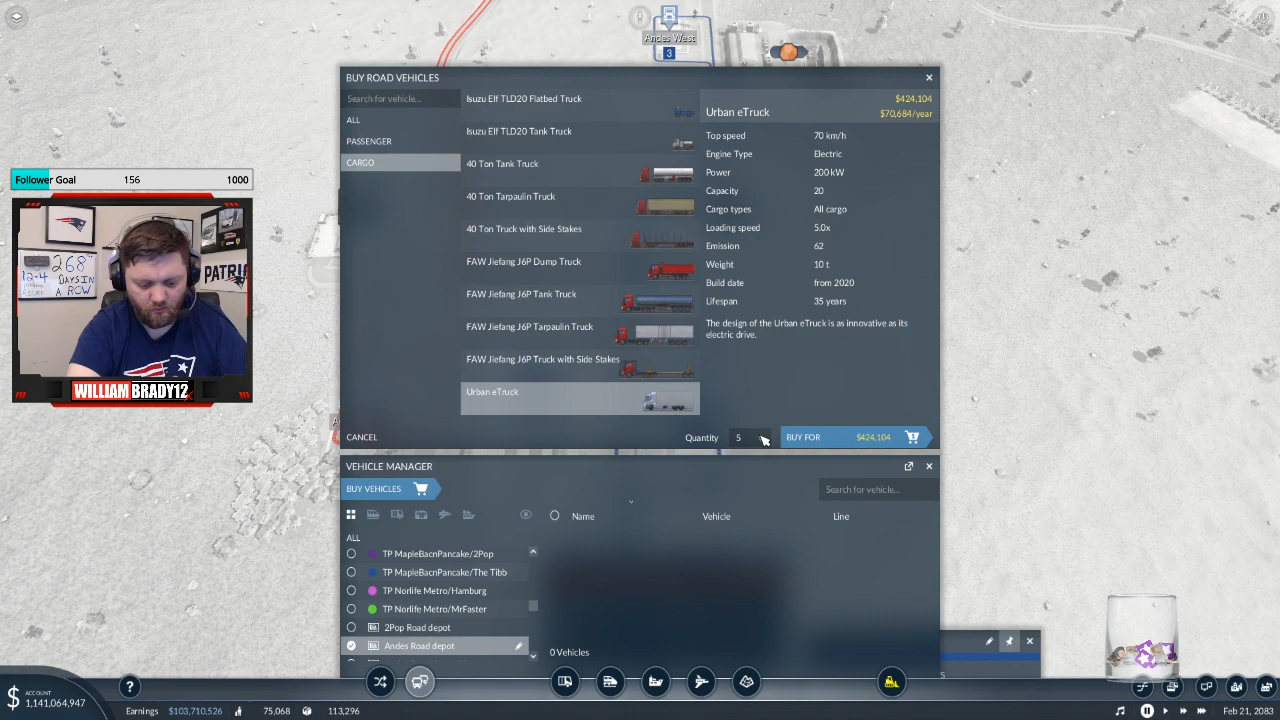 Andes West
3
BUY ROAD VEHICLES
Search for vehicle...
ALL
PASSENGER
CARGO
Isuzu Elf TLD20 Flatbed Truck
Isuzu Elf TLD20 Tank Truck
40 Ton Tank Truck
40 Ton Tarpaulin Truck
40 Ton Truck with Side Stakes
FAW Jiefang J6P Dump Truck
FAW Jiefang J6P Tank Truck
FAW Jiefang J6P Tarpaulin Truck
FAW Jiefang J6P Truck with Side Stakes
Urban eTruck
$424,104
Urban eTruck
$70,684/year
Top speed 70 km/h
Engine Type Electric
Power 200 kW
Capacity 20
Cargo types All cargo
Loading speed 5.0x
Emission 62
Weight 10 t
Build date from 2020
Lifespan 35 years
The design of the Urban eTruck is as innovative as its
electric drive.
CANCEL
Quantity 5
BUY FOR $424,104
Follower Goal 156 1000
268
DAYS IN
A ROW
12-4
PATRI
WILLIAM BRADY12
VEHICLE MANAGER
BUY VEHICLES
Search for vehicle...
Name Vehicle Line
ALL
TP MapleBacnPancake/2Pop
TP MapleBacnPancake/The Tibb
TP Norlife Metro/Hamburg
TP Norlife Metro/MrFaster
2Pop Road depot
Andes Road depot
0 Vehicles
$ ACCOUNT
1,141,064,947
?
Earnings $103,710,526 75,068 113,296
Feb 21, 2083